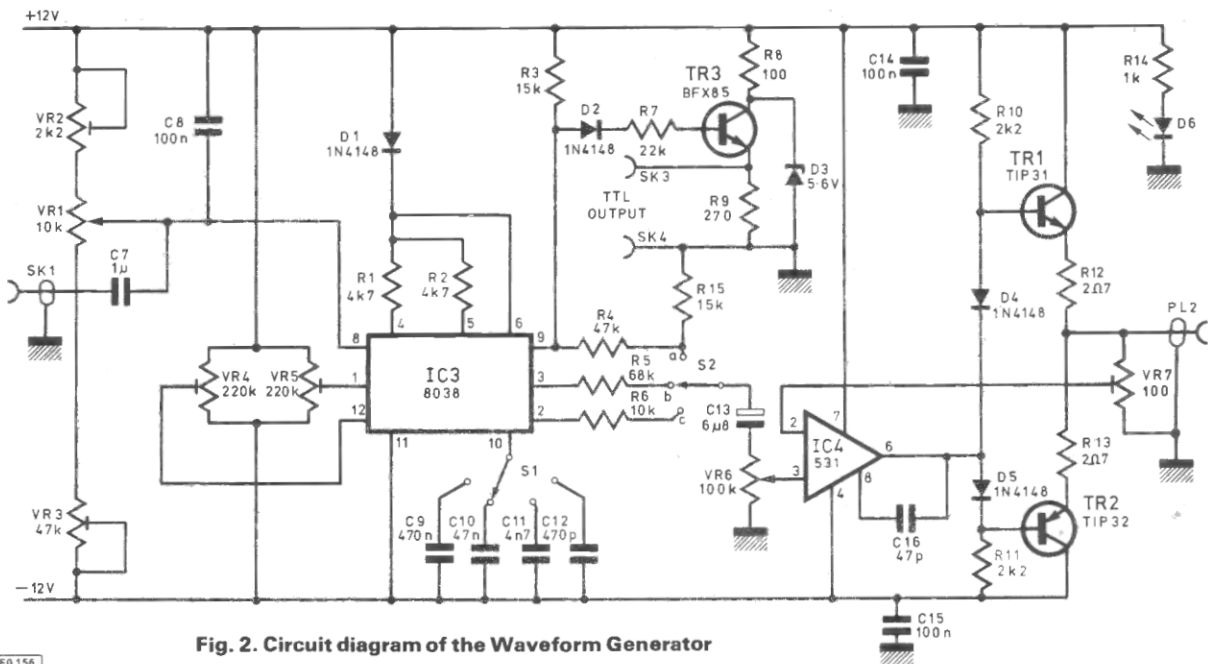 +12V
VR2
2k2
VR1
10k
SK1
C7
1µ
VR3
47k
-12V
C8
100n
VR4
220k
VR5
220k
D1
1N4148
R1
4k7
R2
4k7
4
5
6
8
1
12
11
10
9
3
2
IC3
8038
S1
C9
470n
C10
47n
C11
4n7
C12
470p
R3
15k
D2
1N4148
R7
22k
TR3
BFX85
R8
100
SK3
TTL
OUTPUT
SK4
R9
270
D3
5·6V
R15
15k
R4
47k
R5
68k
R6
10k
a
b
c
S2
C13
6µ8
VR6
100k
2
3
7
6
8
4
IC4
531
C16
47p
C14
100n
R10
2k2
TR1
TIP31
D4
1N4148
R12
2Ω7
D5
1N4148
R13
2Ω7
TR2
TIP32
R11
2k2
C15
100n
R14
1k
D6
PL2
VR7
100
Fig. 2. Circuit diagram of the Waveform Generator